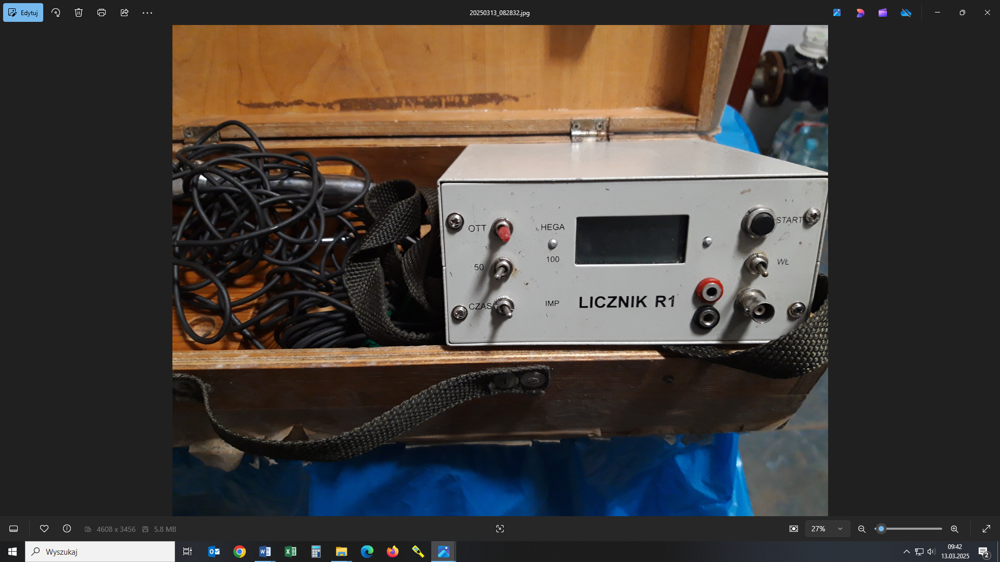 Edytuj
20250313_082832.jpg
OTT
HEGA
START
50
100
WŁ
CZAS
IMP
LICZNIK R1
4608 x 3456
5.8 MB
27%
Wyszukaj
09:42
13.03.2025
2